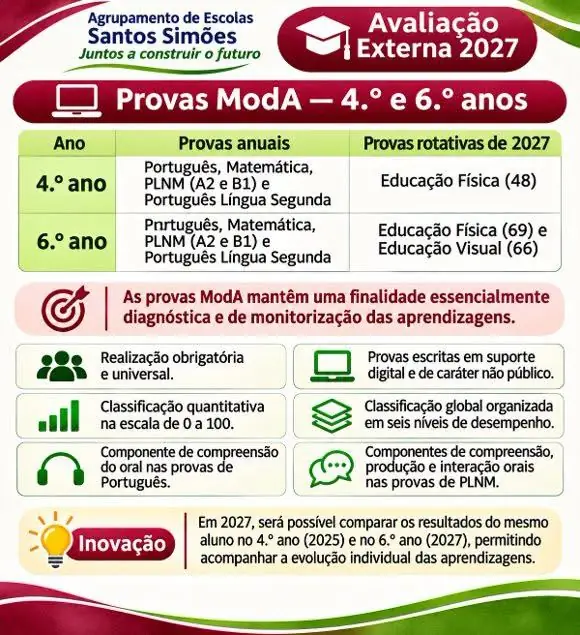 Agrupamento de Escolas
Santos Simões
Juntos a construir o futuro
Avaliação
Externa 2027
Provas ModA — 4.º e 6.º anos
Ano
Provas anuais
Provas rotativas de 2027
4.º ano
Português, Matemática,
PLNM (A2 e B1) e
Português Língua Segunda
Educação Física (48)
6.º ano
Pnrtuguês, Matemática,
PLNM (A2 e B1) e
Português Língua Segunda
Educação Física (69) e
Educação Visual (66)
As provas ModA mantêm uma finalidade essencialmente
diagnóstica e de monitorização das aprendizagens.
Realização obrigatória
e universal.
Provas escritas em suporte
digital e de caráter não público.
Classificação quantitativa
na escala de 0 a 100.
Classificação global organizada
em seis níveis de desempenho.
Componente de compreensão
do oral nas provas de
Português.
Componentes de compreensão,
produção e interação orais
nas provas de PLNM.
Inovação
Em 2027, será possível comparar os resultados do mesmo
aluno no 4.º ano (2025) e no 6.º ano (2027), permitindo
acompanhar a evolução individual das aprendizagens.